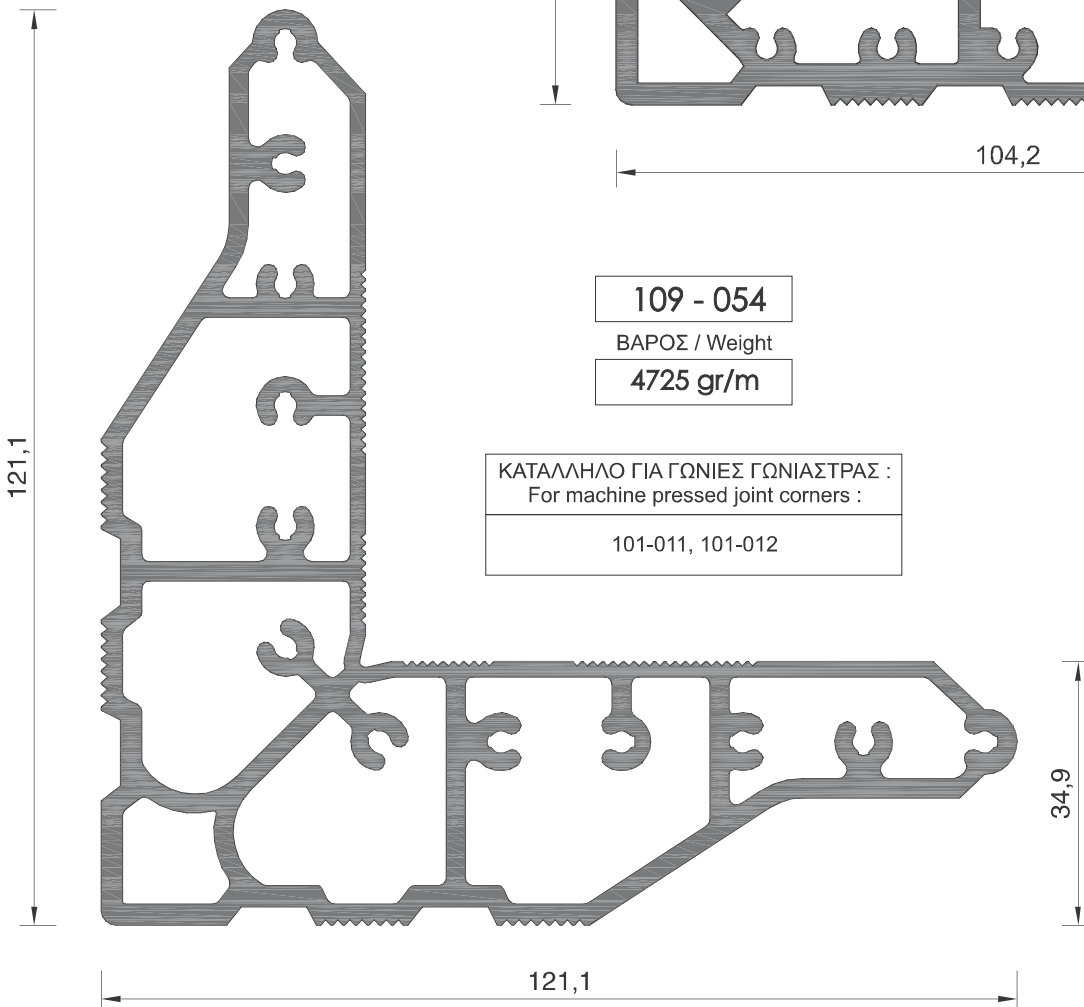 104,2
109 - 054
ΒΑΡΟΣ / Weight
4725 gr/m
121,1
ΚΑΤΑΛΛΗΛΟ ΓΙΑ ΓΩΝΙΕΣ ΓΩΝΙΑΣΤΡΑΣ :
For machine pressed joint corners :
101-011, 101-012
34,9
121,1